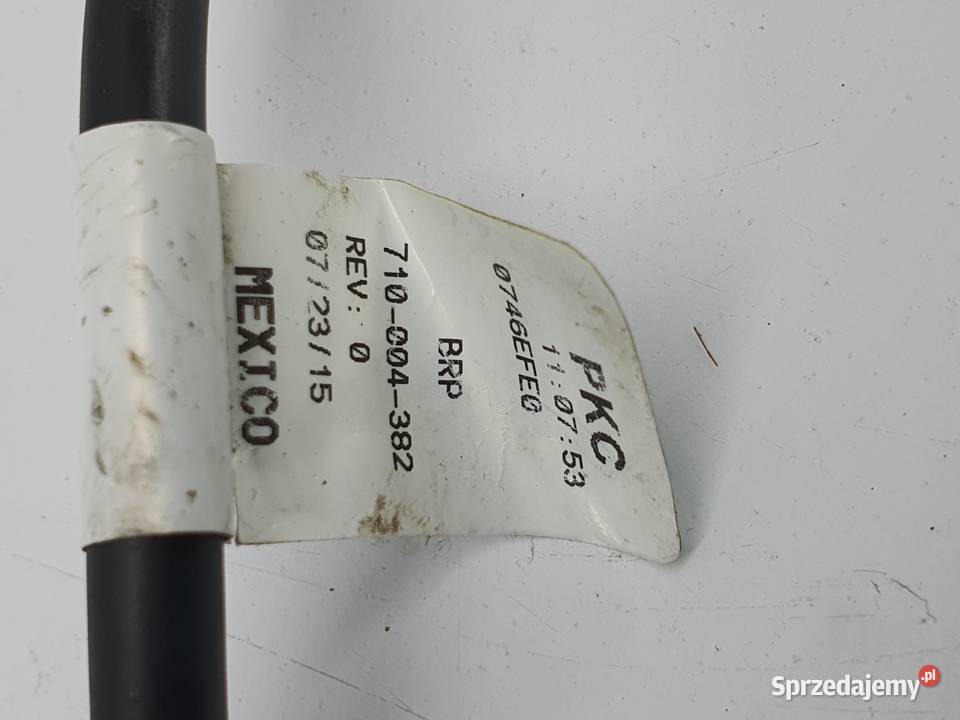 PKC
11:07:53
0746EFE0
BRP
710-004-382
REV: 0
07/23/15
MEXICO
Sprzedajemy.pl